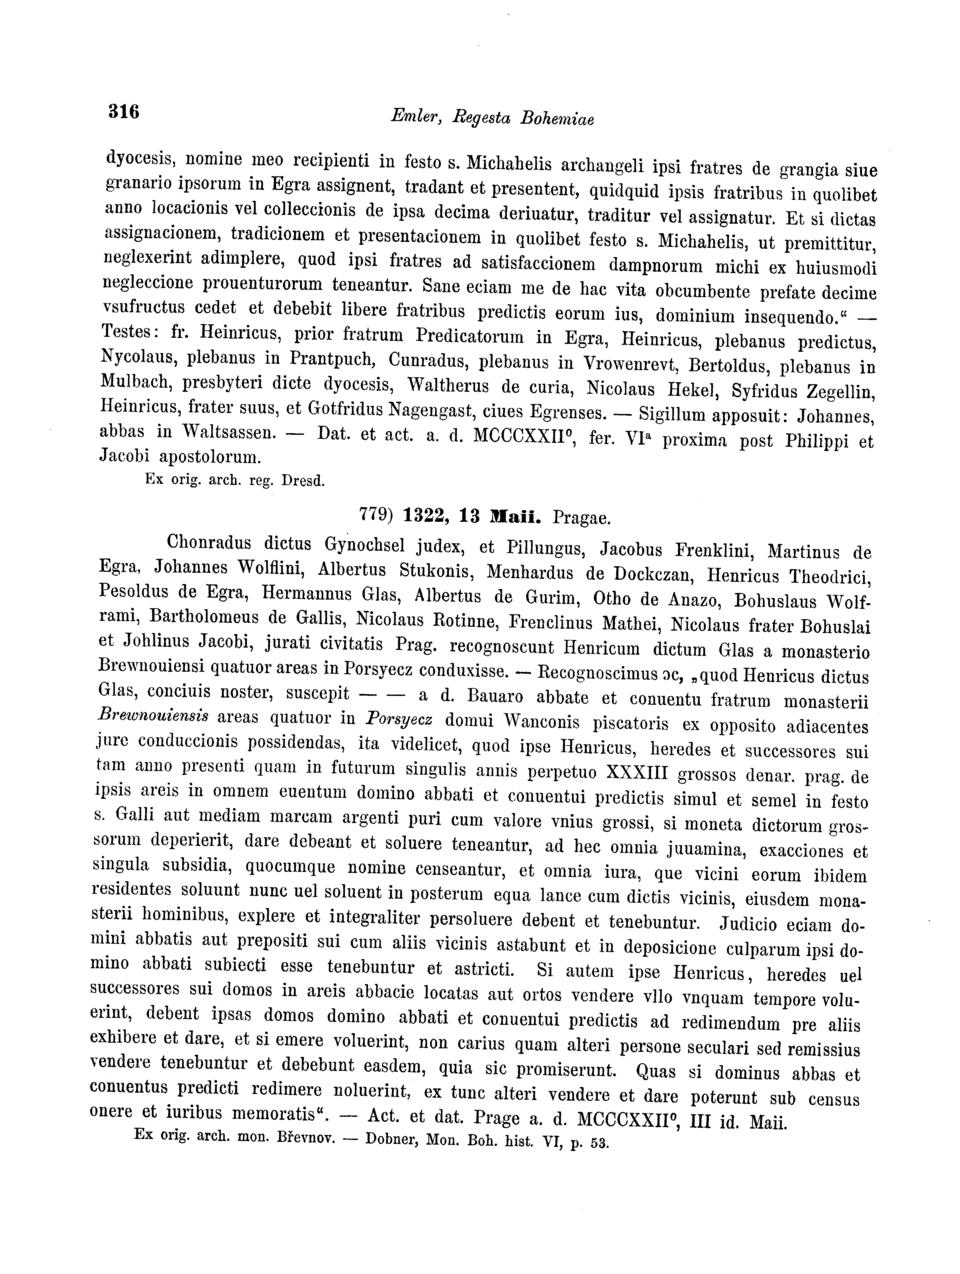 316
Emler, Regesta Bohemiae
dyocesis, nomine meo recipienti in festo s. Michahelis archangeli ipsi fratres de grangia siue
granario ipsorum in Egra assignent, tradant et presentent, quidquid ipsis fratribus in quolibet
anno locacionis vel colleccionis de ipsa decima deriuatur, traditur vel assignatur. Et si dictas
assignacionem, tradicionem et presentacionem in quolibet festo s. Michahelis, ut premittitur,
neglexerint adimplere, quod ipsi fratres ad satisfaccionem dampnorum michi ex huiusmodi
negleccione prouenturorum teneantur. Sane eciam me de hac vita obcumbente prefate decime
vsufructus cedet et debebit libere fratribus predictis eorum ius, dominium insequendo.“ —
Testes: fr. Heinricus, prior fratrum Predicatorum in Egra, Heinricus, plebanus predictus,
Nycolaus, plebanus in Prantpuch, Cunradus, plebanus in Vrowenrevt, Bertoldus, plebanus in
Mulbach, presbyteri dicte dyocesis, Waltherus de curia, Nicolaus Hekel, Syfridus Zegellin,
Heinricus, frater suus, et Gotfridus Nagengast, ciues Egrenses. — Sigillum apposuit: Johannes,
abbas in Waltsassen. — Dat. et act. a. d. MCCCXXII⁰, fer. VIª proxima post Philippi et
Jacobi apostolorum.
Ex orig. arch. reg. Dresd.
779) 1322, 13 Maii. Pragae.
Chonradus dictus Gynochsel judex, et Pillungus, Jacobus Frenklini, Martinus de
Egra, Johannes Wolflini, Albertus Stukonis, Menhardus de Dockczan, Henricus Theodrici,
Pesoldus de Egra, Hermannus Glas, Albertus de Gurim, Otho de Anazo, Bohuslaus Wolf-
rami, Bartholomeus de Gallis, Nicolaus Rotinne, Frenclinus Mathei, Nicolaus frater Bohuslai
et Johlinus Jacobi, jurati civitatis Prag. recognoscunt Henricum dictum Glas a monasterio
Brewnouiensi quatuor areas in Porsyecz conduxisse. — Recognoscimus ɔc, „quod Henricus dictus
Glas, conciuis noster, suscepit — — a d. Bauaro abbate et conuentu fratrum monasterii
Brewnouiensis areas quatuor in Porsyecz domui Wanconis piscatoris ex opposito adiacentes
jure conduccionis possidendas, ita videlicet, quod ipse Henricus, heredes et successores sui
tam anno presenti quam in futurum singulis annis perpetuo XXXIII grossos denar. prag. de
ipsis areis in omnem euentum domino abbati et conuentui predictis simul et semel in festo
s. Galli aut mediam marcam argenti puri cum valore vnius grossi, si moneta dictorum gros-
sorum deperierit, dare debeant et soluere teneantur, ad hec omnia juuamina, exacciones et
singula subsidia, quocumque nomine censeantur, et omnia iura, que vicini eorum ibidem
residentes soluunt nunc uel soluent in posterum equa lance cum dictis vicinis, eiusdem mona-
sterii hominibus, explere et integraliter persoluere debent et tenebuntur. Judicio eciam do-
mini abbatis aut prepositi sui cum aliis vicinis astabunt et in deposicione culparum ipsi do-
mino abbati subiecti esse tenebuntur et astricti. Si autem ipse Henricus, heredes uel
successores sui domos in areis abbacie locatas aut ortos vendere vllo vnquam tempore volu-
erint, debent ipsas domos domino abbati et conuentui predictis ad redimendum pre aliis
exhibere et dare, et si emere voluerint, non carius quam alteri persone seculari sed remissius
vendere tenebuntur et debebunt easdem, quia sic promiserunt. Quas si dominus abbas et
conuentus predicti redimere noluerint, ex tunc alteri vendere et dare poterunt sub census
onere et iuribus memoratis“. — Act. et dat. Prage a. d. MCCCXXII⁰, III id. Maii.
Ex orig. arch. mon. Břevnov. — Dobner, Mon. Boh. hist. VI, p. 53.